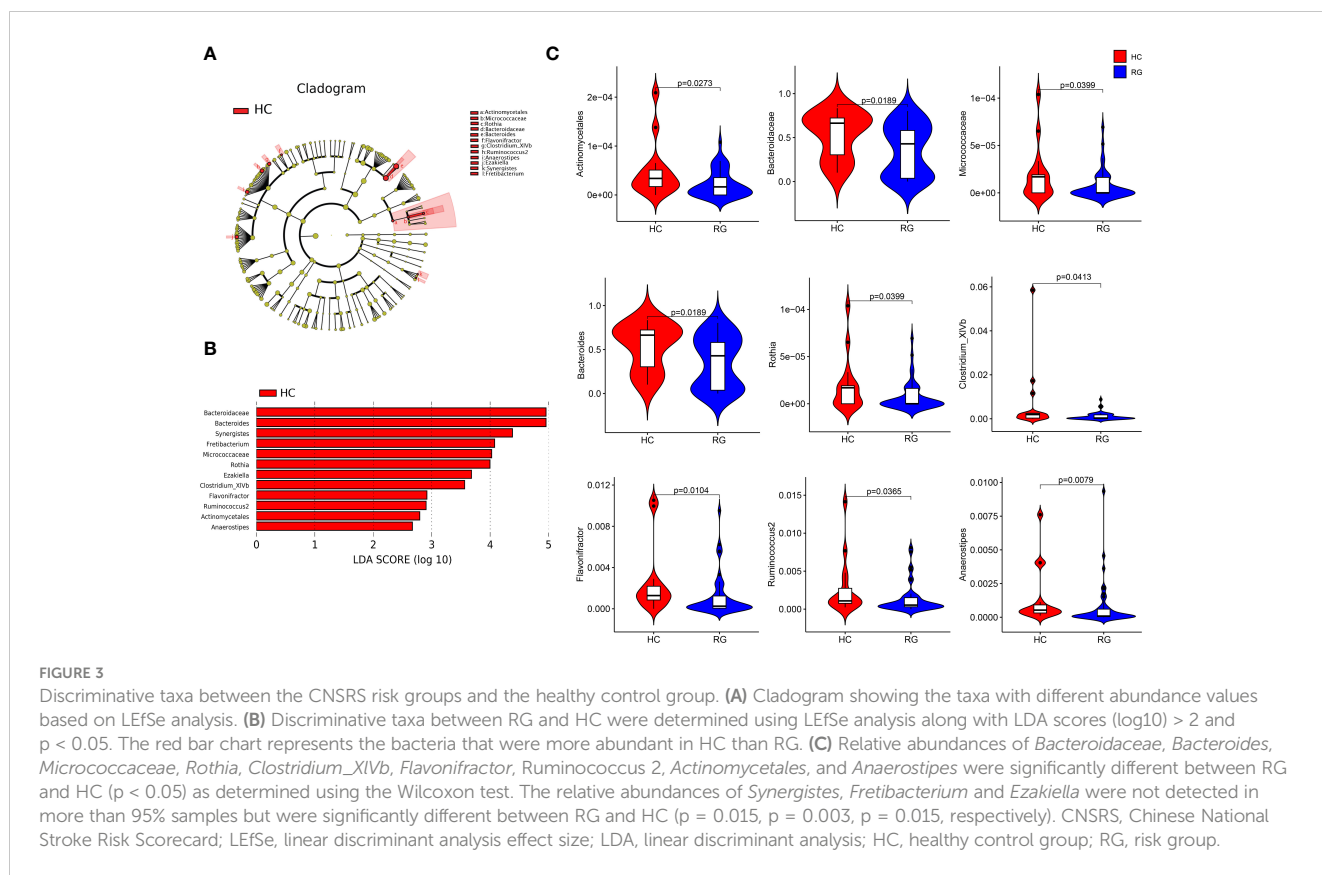 A
Cladogram
HC
a:Actinomycetales
b:Micrococcaceae
c:Rothia
d:Bacteroidaceae
e:Bacteroides
f:Flavonifractor
g:Clostridium_XIVb
h:Ruminococcus2
i:Anaerostipes
j:Ezakiella
k:Synergistes
l:Fretibacterium
B
HC
Bacteroidaceae
Bacteroides
Synergistes
Fretibacterium
Micrococcaceae
Rothia
Ezakiella
Clostridium_XIVb
Flavonifractor
Ruminococcus2
Actinomycetales
Anaerostipes
0 1 2 3 4 5
LDA SCORE (log 10)
C
HC
RG
Actinomycetales
2e−04
1e−04
0e+00
p=0.0273
HC RG
Bacteroidaceae
1.0
0.5
0.0
p=0.0189
HC RG
Micrococcaceae
1e−04
5e−05
0e+00
p=0.0399
HC RG
Bacteroides
1.0
0.5
0.0
p=0.0189
HC RG
Rothia
1e−04
5e−05
0e+00
p=0.0399
HC RG
Clostridium_XIVb
0.06
0.04
0.02
0.00
p=0.0413
HC RG
Flavonifractor
0.012
0.008
0.004
0.000
p=0.0104
HC RG
Ruminococcus2
0.015
0.010
0.005
0.000
p=0.0365
HC RG
Anaerostipes
0.0100
0.0075
0.0050
0.0025
0.0000
p=0.0079
HC RG
FIGURE 3
Discriminative taxa between the CNSRS risk groups and the healthy control group. (A) Cladogram showing the taxa with different abundance values
based on LEfSe analysis. (B) Discriminative taxa between RG and HC were determined using LEfSe analysis along with LDA scores (log10) > 2 and
p < 0.05. The red bar chart represents the bacteria that were more abundant in HC than RG. (C) Relative abundances of Bacteroidaceae, Bacteroides,
Micrococcaceae, Rothia, Clostridium_XIVb, Flavonifractor, Ruminococcus 2, Actinomycetales, and Anaerostipes were significantly different between RG
and HC (p < 0.05) as determined using the Wilcoxon test. The relative abundances of Synergistes, Fretibacterium and Ezakiella were not detected in
more than 95% samples but were significantly different between RG and HC (p = 0.015, p = 0.003, p = 0.015, respectively). CNSRS, Chinese National
Stroke Risk Scorecard; LEfSe, linear discriminant analysis effect size; LDA, linear discriminant analysis; HC, healthy control group; RG, risk group.